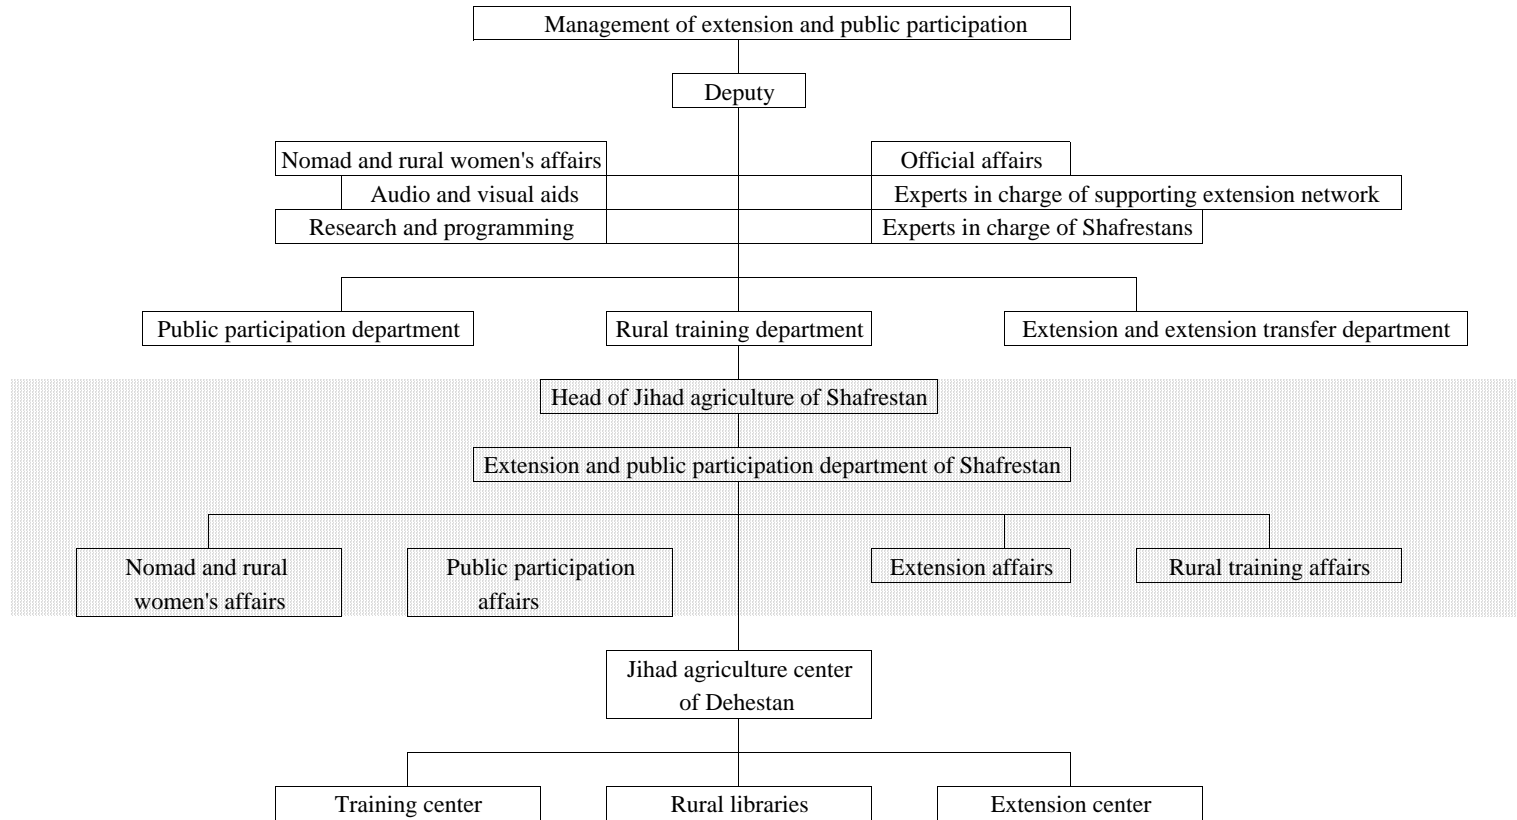 Management of extension and public participation
Deputy
Nomad and rural women's affairs
Official affairs
Audio and visual aids
Experts in charge of supporting extension network
Research and programming
Experts in charge of Shafrestans
Public participation department
Rural training department
Extension and extension transfer department
Head of Jihad agriculture of Shafrestan
Extension and public participation department of Shafrestan
Nomad and rural
women's affairs
Public participation
affairs
Extension affairs
Rural training affairs
Jihad agriculture center
of Dehestan
Training center
Rural libraries
Extension center